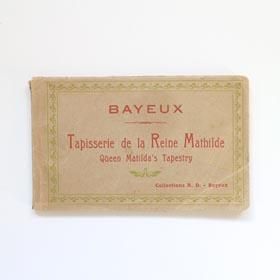 BAYEUX
Tapisserie de la Reine Mathilde
Queen Matilda's Tapestry
Collections N. D. - Bayeux